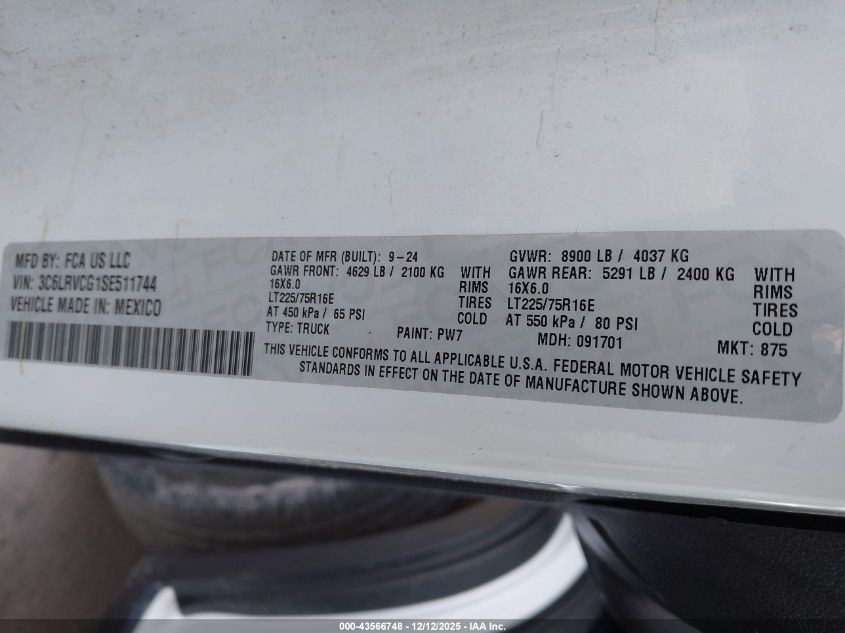 MFD BY: FCA US LLC
VIN: 3C6LRVCG1SE511744
VEHICLE MADE IN: MEXICO
DATE OF MFR (BUILT): 9-24
GAWR FRONT: 4629 LB / 2100 KG WITH
16X6.0 RIMS
LT225/75R16E TIRES
AT 450 kPa / 65 PSI COLD
TYPE: TRUCK PAINT: PW7
GVWR: 8900 LB / 4037 KG
GAWR REAR: 5291 LB / 2400 KG WITH
16X6.0 RIMS
LT225/75R16E TIRES
AT 550 kPa / 80 PSI COLD
MDH: 091701 MKT: 875
THIS VEHICLE CONFORMS TO ALL APPLICABLE U.S.A. FEDERAL MOTOR VEHICLE SAFETY
STANDARDS IN EFFECT ON THE DATE OF MANUFACTURE SHOWN ABOVE.
000-43566748 - 12/12/2025 - IAA Inc.